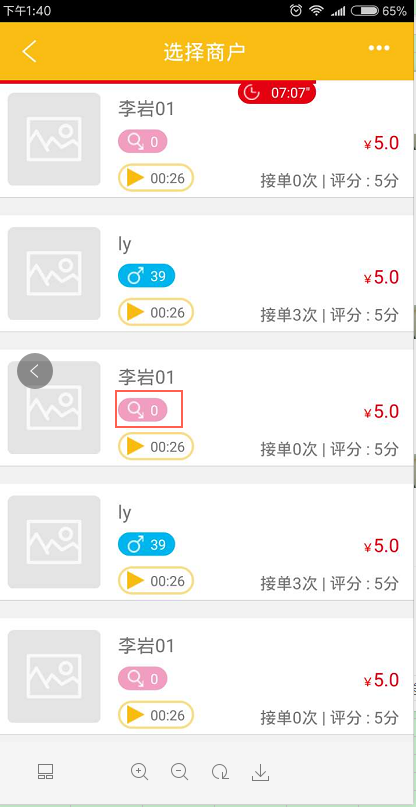 下午1:40
65%
选择商户
07:07"
李岩01
0
¥5.0
00:26
接单0次 | 评分 : 5分
ly
39
¥5.0
00:26
接单3次 | 评分 : 5分
李岩01
0
¥5.0
00:26
接单0次 | 评分 : 5分
ly
39
¥5.0
00:26
接单3次 | 评分 : 5分
李岩01
0
¥5.0
00:26
接单0次 | 评分 : 5分